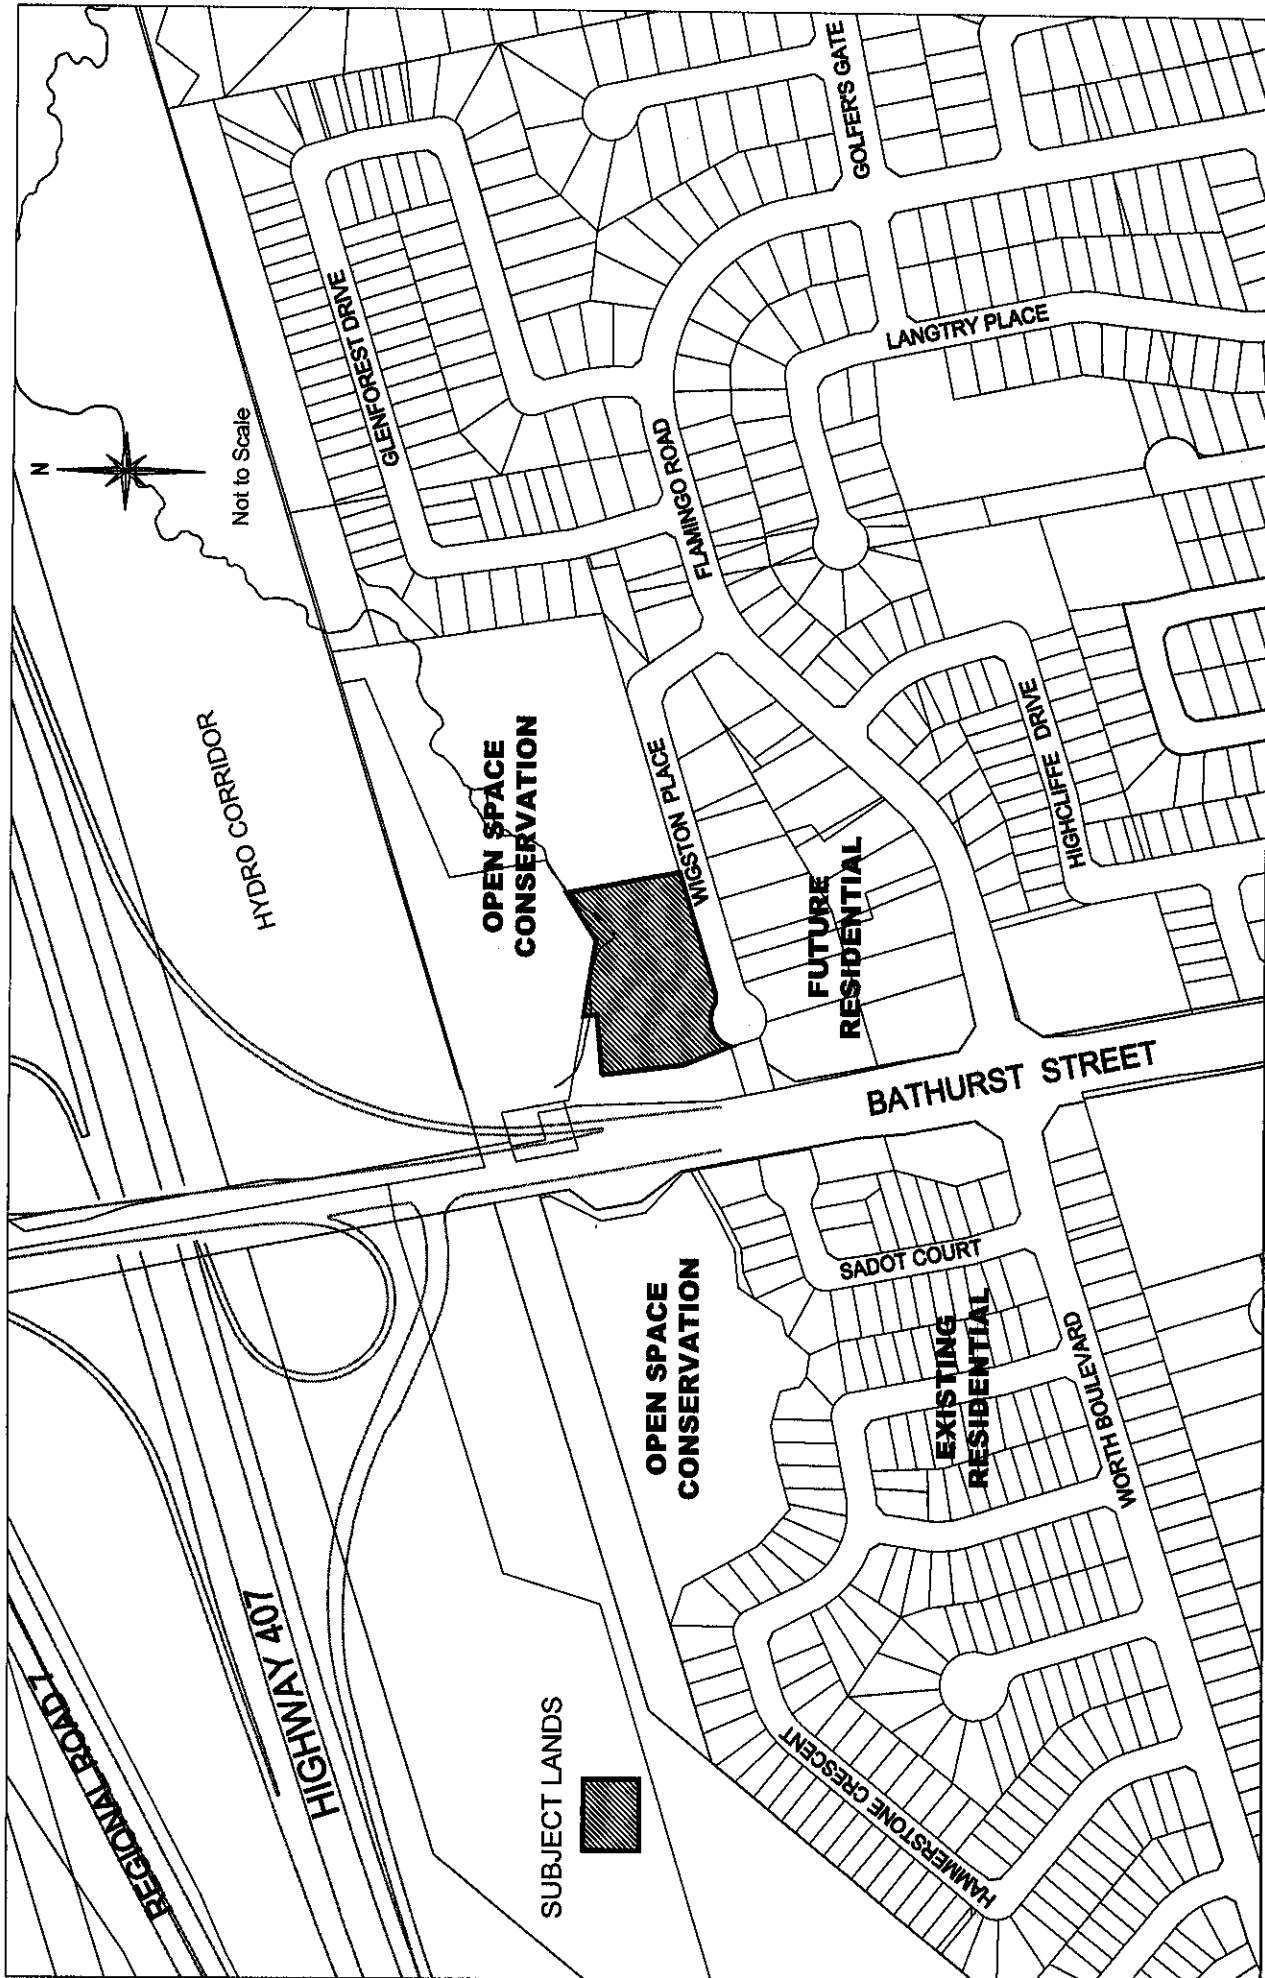 REGIONAL ROAD 7
HIGHWAY 407
SUBJECT LANDS
HYDRO CORRIDOR
N
Not to Scale
OPEN SPACE
CONSERVATION
OPEN SPACE
CONSERVATION
GLENFOREST DRIVE
FLAMINGO ROAD
GOLFER'S GATE
LANGTRY PLACE
WIGSTON PLACE
HIGHCLIFFE DRIVE
FUTURE
RESIDENTIAL
BATHURST STREET
SADOT COURT
EXISTING
RESIDENTIAL
WORTH BOULEVARD
HAMMERSTONE CRESCENT